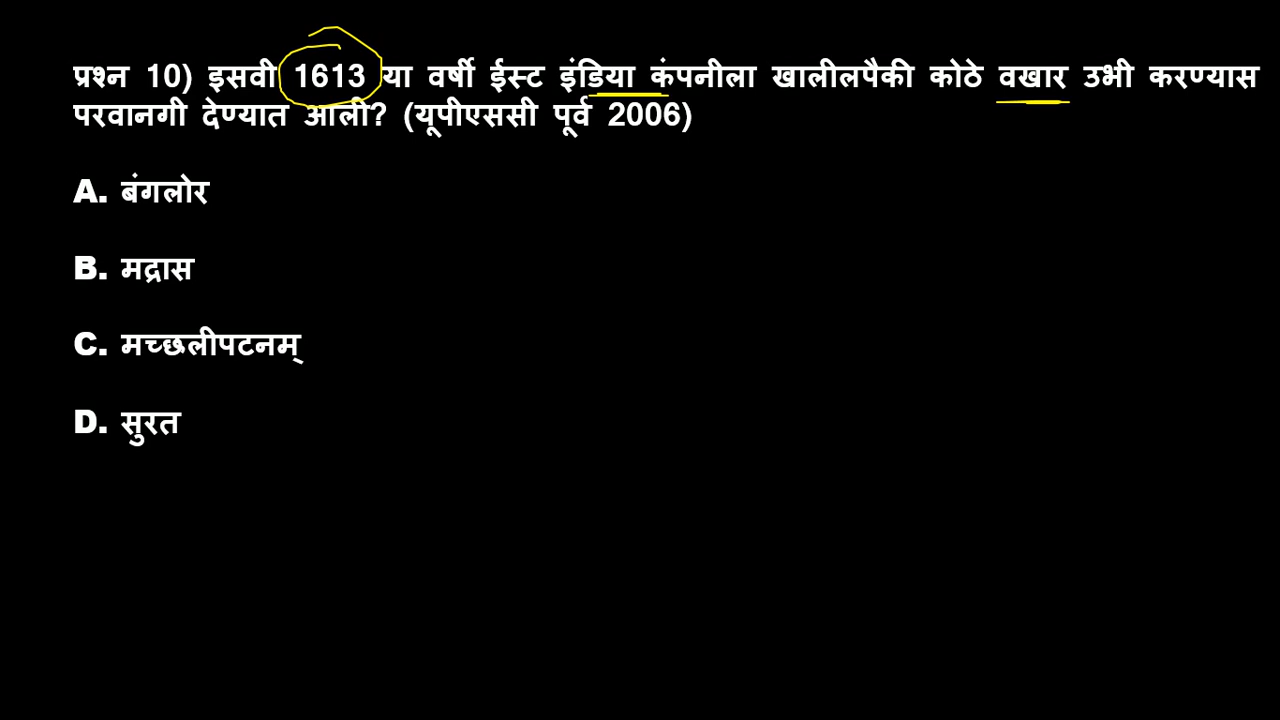 प्रश्न 10) इसवी 1613 या वर्षी ईस्ट इंडिया कंपनीला खालीलपैकी कोठे वखार उभी करण्यास
परवानगी देण्यात आली? (यूपीएससी पूर्व 2006)
A. बंगलोर
B. मद्रास
C. मच्छलीपटनम्
D. सुरत